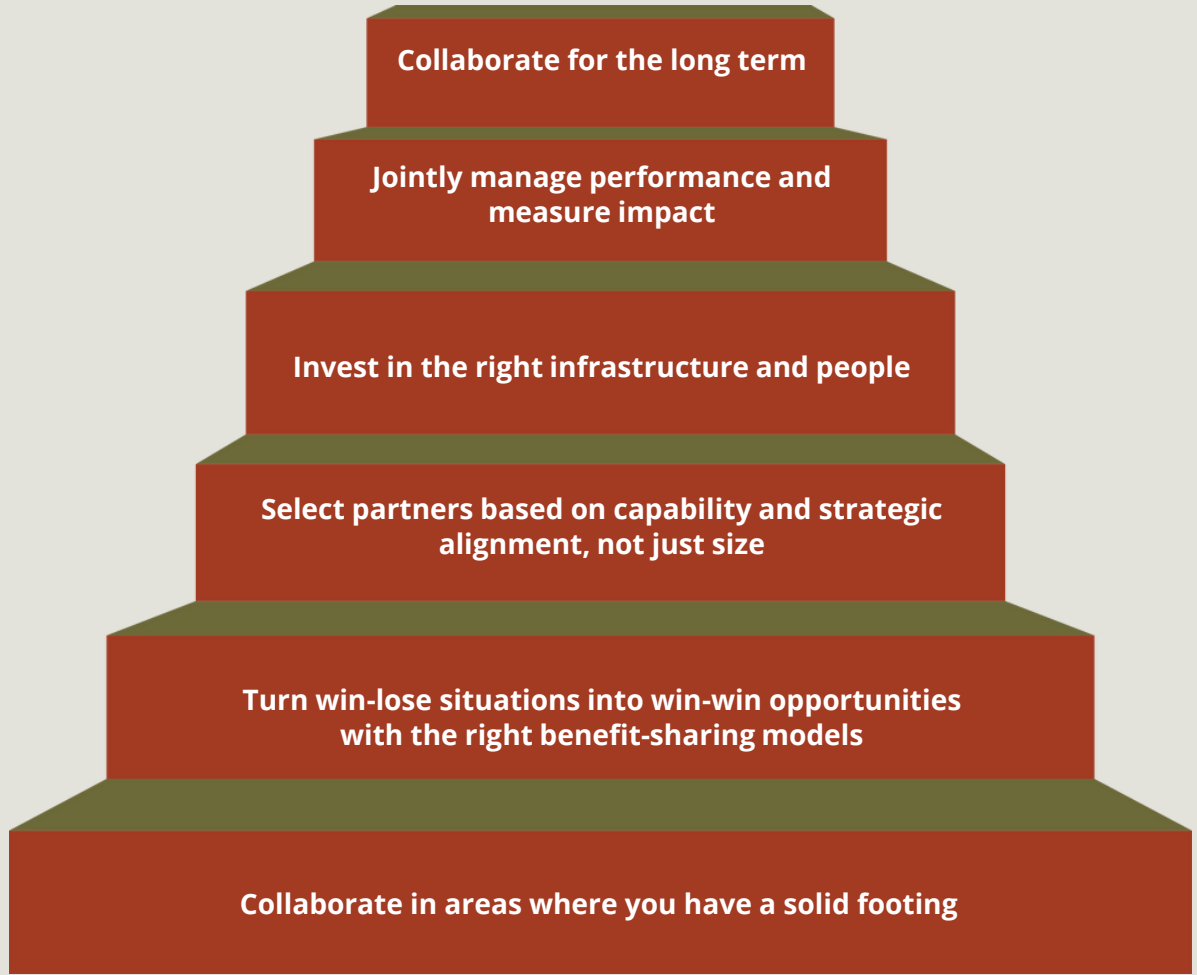 Collaborate for the long term
Jointly manage performance and
measure impact
Invest in the right infrastructure and people
Select partners based on capability and strategic
alignment, not just size
Turn win-lose situations into win-win opportunities
with the right benefit-sharing models
Collaborate in areas where you have a solid footing